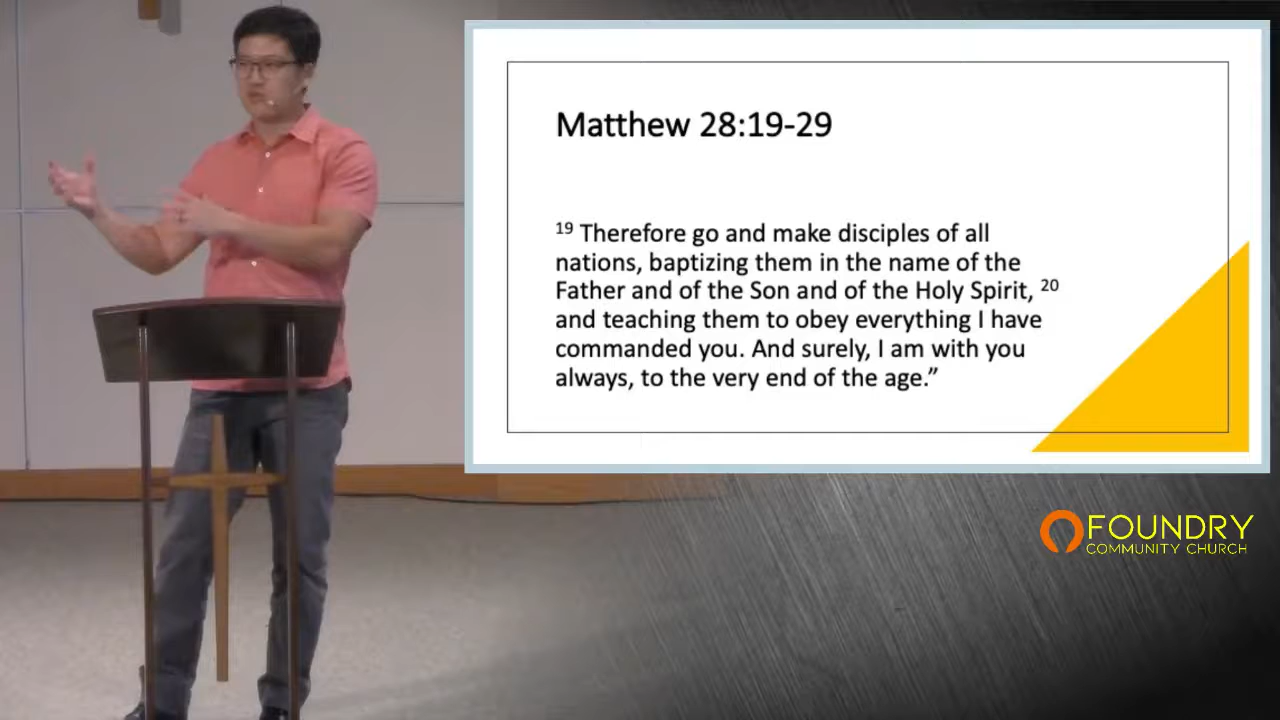 Matthew 28:19-29
19 Therefore go and make disciples of all
nations, baptizing them in the name of the
Father and of the Son and of the Holy Spirit, 20
and teaching them to obey everything I have
commanded you. And surely, I am with you
always, to the very end of the age.”
FOUNDRY
COMMUNITY CHURCH